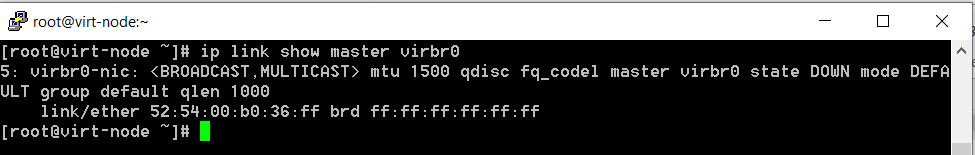 root@virt-node:~
[root@virt-node ~]# ip link show master virbr0
5: virbr0-nic: <BROADCAST,MULTICAST> mtu 1500 qdisc fq_codel master virbr0 state DOWN mode DEFA
ULT group default qlen 1000
    link/ether 52:54:00:b0:36:ff brd ff:ff:ff:ff:ff:ff
[root@virt-node ~]#